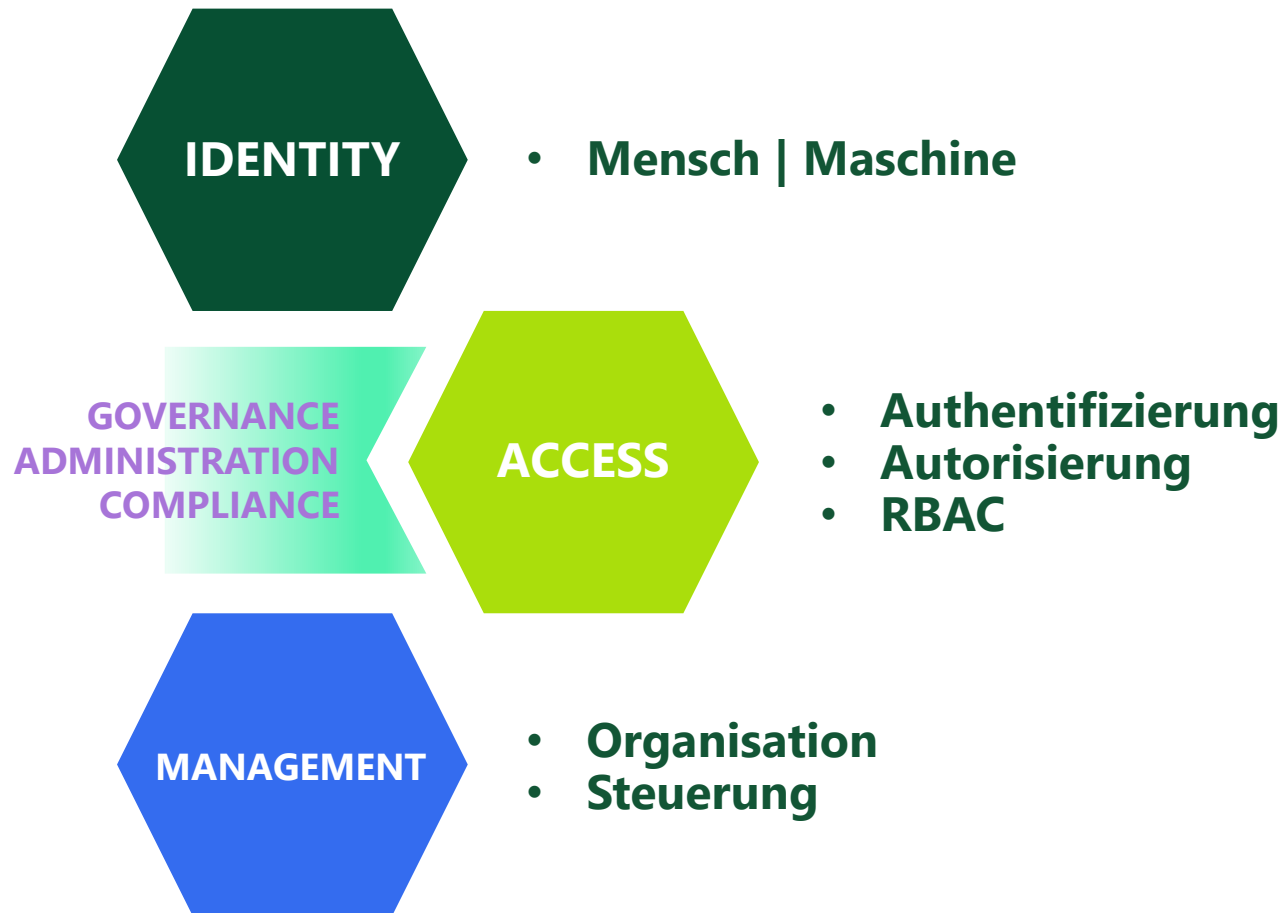 IDENTITY
• Mensch | Maschine
GOVERNANCE
ADMINISTRATION
COMPLIANCE
ACCESS
• Authentifizierung
• Autorisierung
• RBAC
MANAGEMENT
• Organisation
• Steuerung